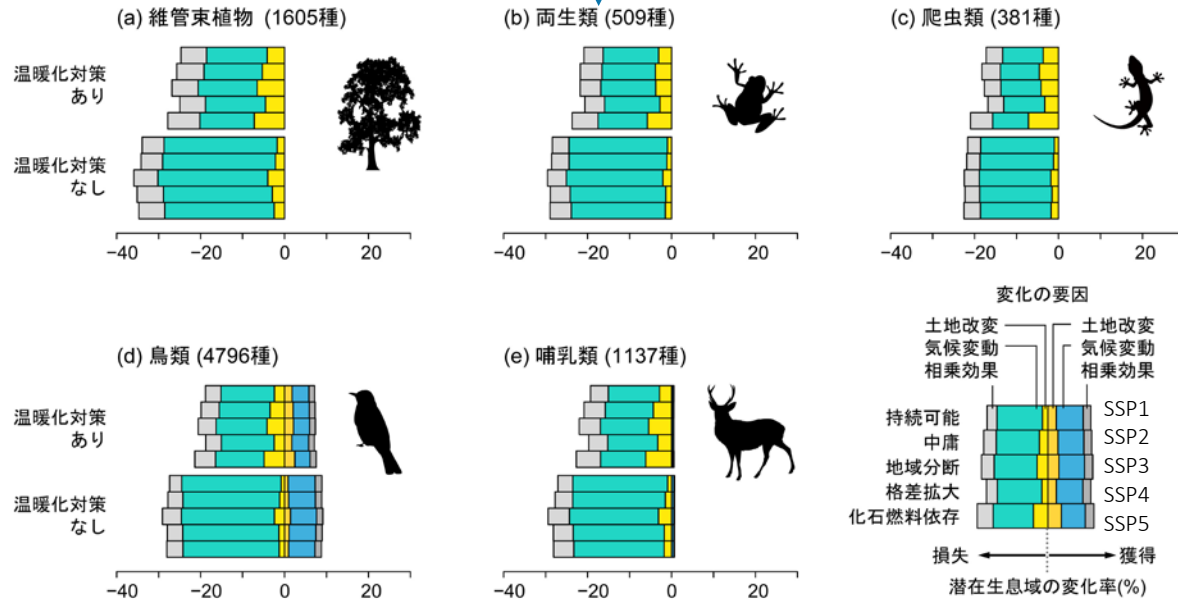 (a) 維管束植物 (1605種)
温暖化対策
あり
温暖化対策
なし
−40 −20 0 20
(b) 両生類 (509種)
−40 −20 0 20
(c) 爬虫類 (381種)
−40 −20 0 20
(d) 鳥類 (4796種)
温暖化対策
あり
温暖化対策
なし
−40 −20 0 20
(e) 哺乳類 (1137種)
−40 −20 0 20
変化の要因
土地改変 土地改変
気候変動 気候変動
相乗効果 相乗効果
持続可能 SSP1
中庸 SSP2
地域分断 SSP3
格差拡大 SSP4
化石燃料依存 SSP5
損失 獲得
潜在生息域の変化率(%)